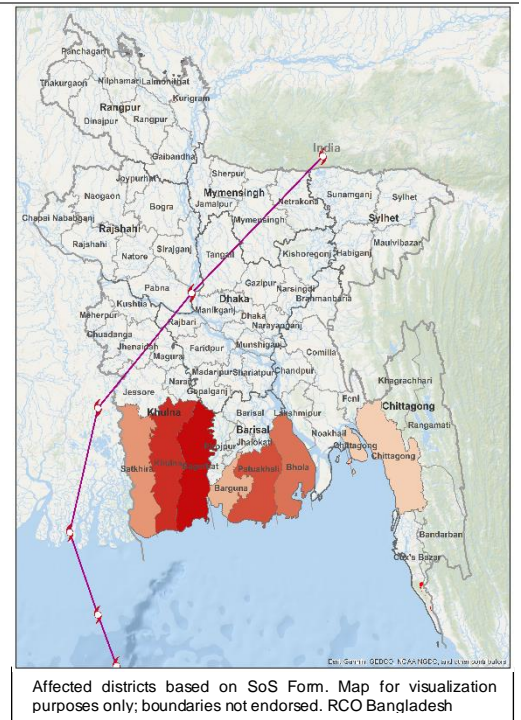 Panchagarh
Thakurgaon Nilphamari Lalmonirhat
Kurigram
Rangpur
Dinajpur Rangpur
India
Gaibandha
Joypurhat
Sherpur
Mymensingh
Jamalpur
Netrakona
Sunamganj Sylhet
Naogaon
Bogra
Mymensingh
Sylhet
Chapai Nababganj
Rajshahi
Maulvibazar
Rajshahi
Sirajganj
Tangail
Kishoreganj Habiganj
Natore
Gazipur
Pabna
Narsingdi
Dhaka
Brahmanbaria
Kushtia
Manikganj
Meherpur
Rajbari
Dhaka
Narayanganj
Chuadanga
Faridpur
Munshiganj
Comilla
Jhenaidah
Magura
Madaripur Shariatpur
Chandpur
Khagrachhari
Narail
Gopalganj
Jessore
Feni
Chittagong
Khulna
Barisal
Lakshmipur
Rangamati
Barisal
Noakhali
Jhalokati
Chittagong
Chittagong
Satkhira
Patuakhali
Bhola
Barguna
Bandarban
Cox's Bazar
Affected districts based on SoS Form. Map for visualization
purposes only; boundaries not endorsed. RCO Bangladesh